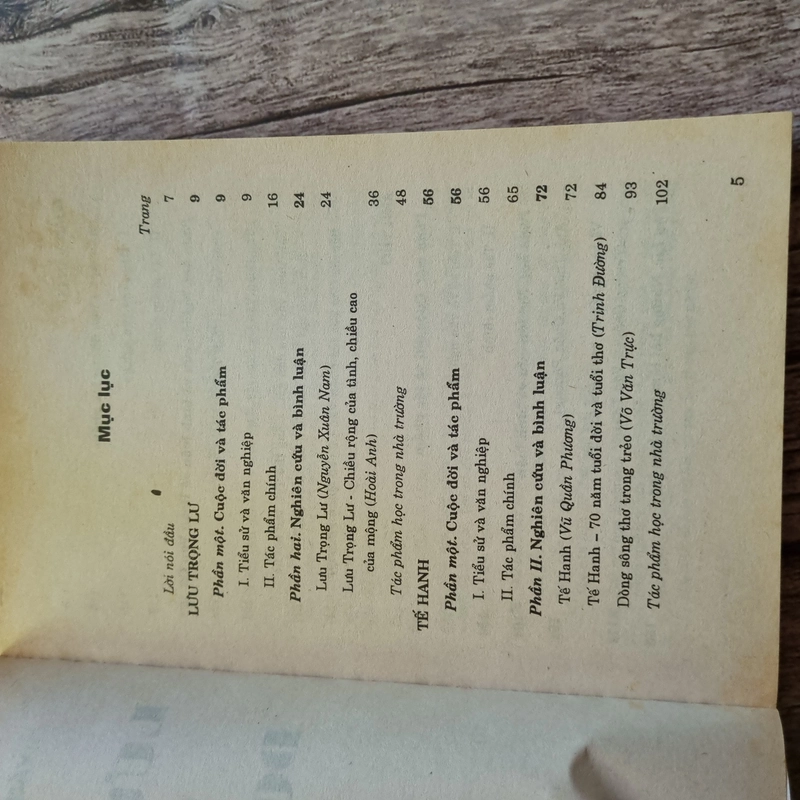 Mục lục
Trang
Lời nói đầu 7
LƯU TRỌNG LƯ 9
Phần một. Cuộc đời và tác phẩm 9
I. Tiểu sử và văn nghiệp 9
II. Tác phẩm chính 16
Phần hai. Nghiên cứu và bình luận 24
Lưu Trọng Lư (Nguyễn Xuân Nam) 24
Lưu Trọng Lư - Chiều rộng của tình, chiều cao
của mộng (Hoài Anh) 36
Tác phẩm học trong nhà trường 48
TẾ HANH 56
Phần một. Cuộc đời và tác phẩm 56
I. Tiểu sử và văn nghiệp 56
II. Tác phẩm chính 65
Phần II. Nghiên cứu và bình luận 72
Tế Hanh (Vũ Quần Phương) 72
Tế Hanh – 70 năm tuổi đời và tuổi thơ (Trinh Đường) 84
Dòng sông thơ trong trẻo (Võ Văn Trực) 93
Tác phẩm học trong nhà trường 102
5